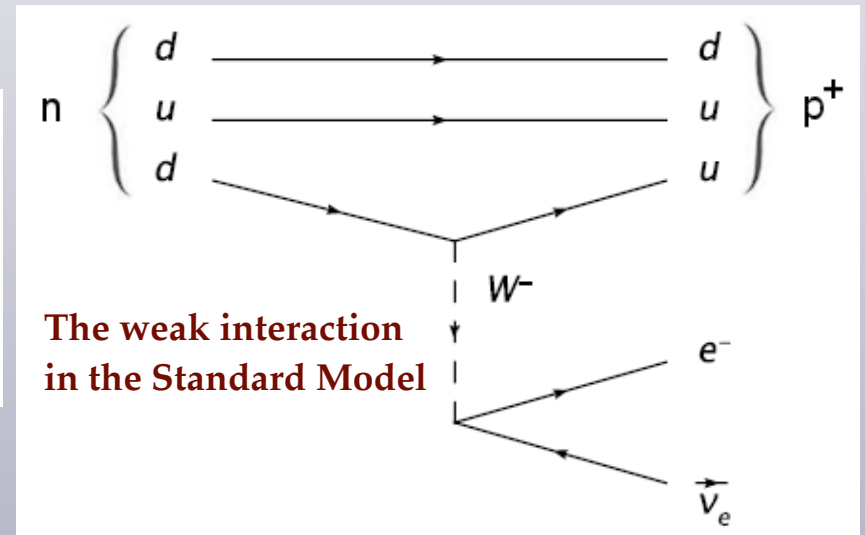 d d
n u u p⁺
d u
W⁻
The weak interaction
in the Standard Model
e⁻
ν̅ₑ